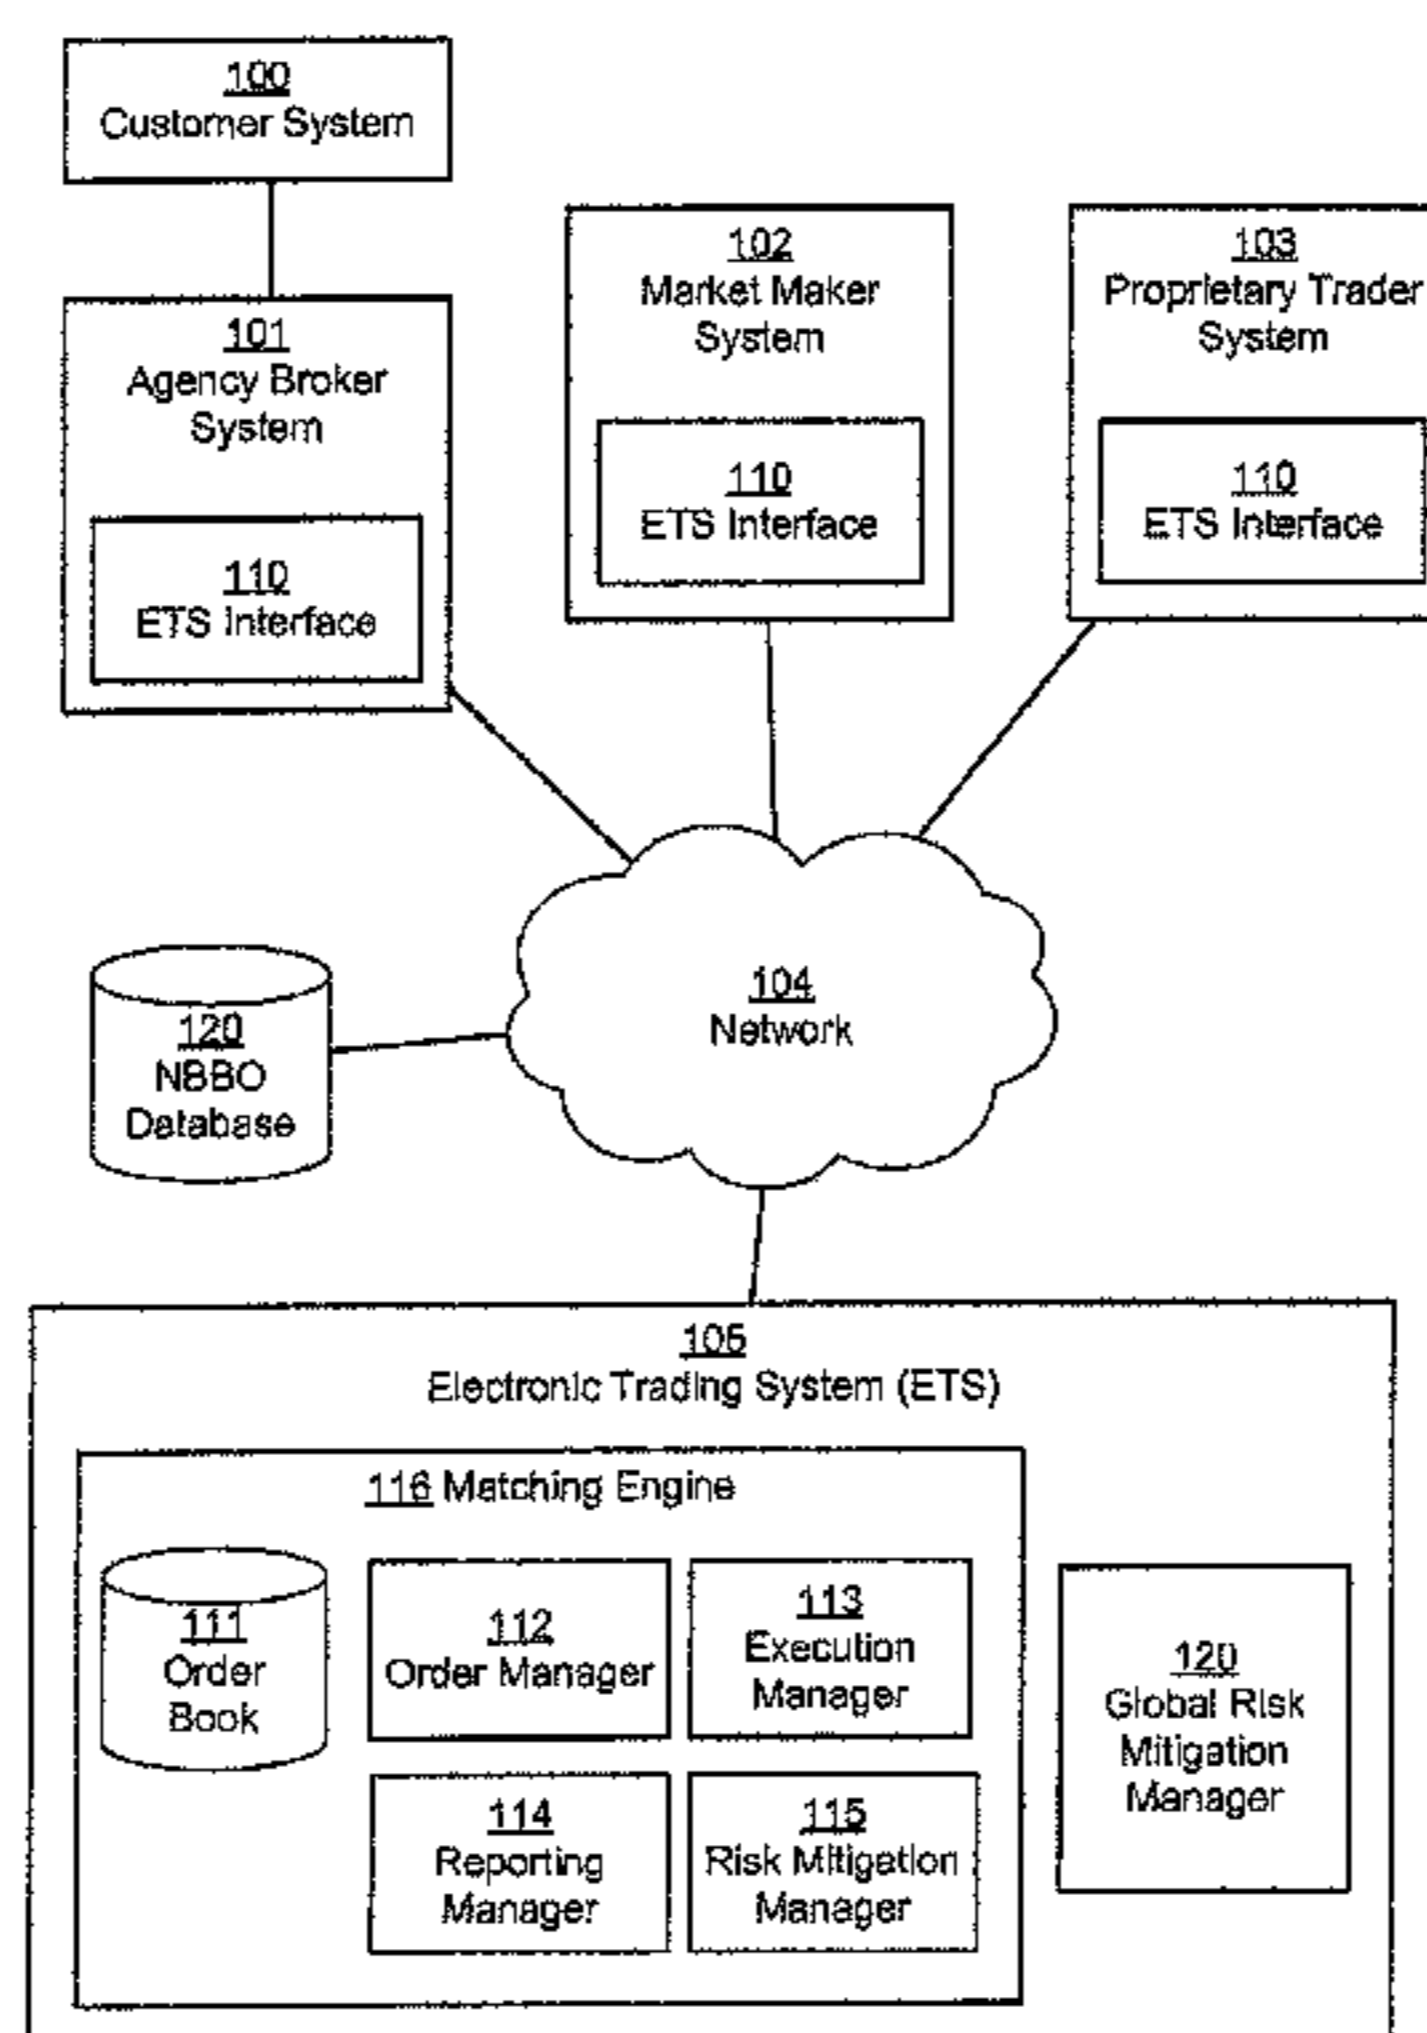 100
Customer System
101
Agency Broker
System
110
ETS Interface
102
Market Maker
System
110
ETS Interface
103
Proprietary Trader
System
110
ETS Interface
104
Network
120
NBBO
Database
105
Electronic Trading System (ETS)
116 Matching Engine
111
Order
Book
112
Order Manager
113
Execution
Manager
114
Reporting
Manager
115
Risk Mitigation
Manager
120
Global Risk
Mitigation
Manager